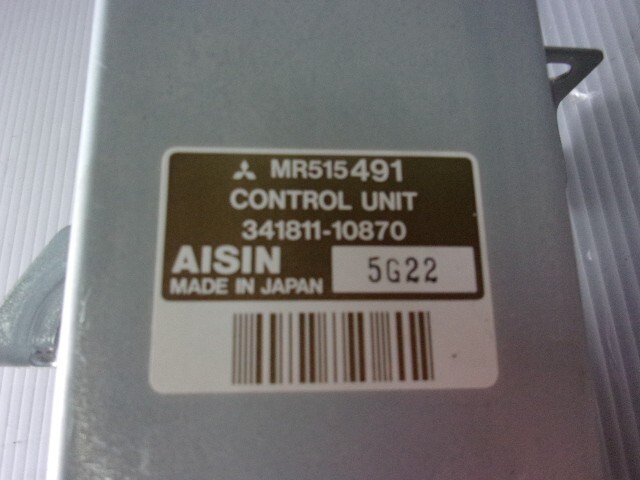 MR515491
CONTROL UNIT
341811-10870
AISIN
5G22
MADE IN JAPAN